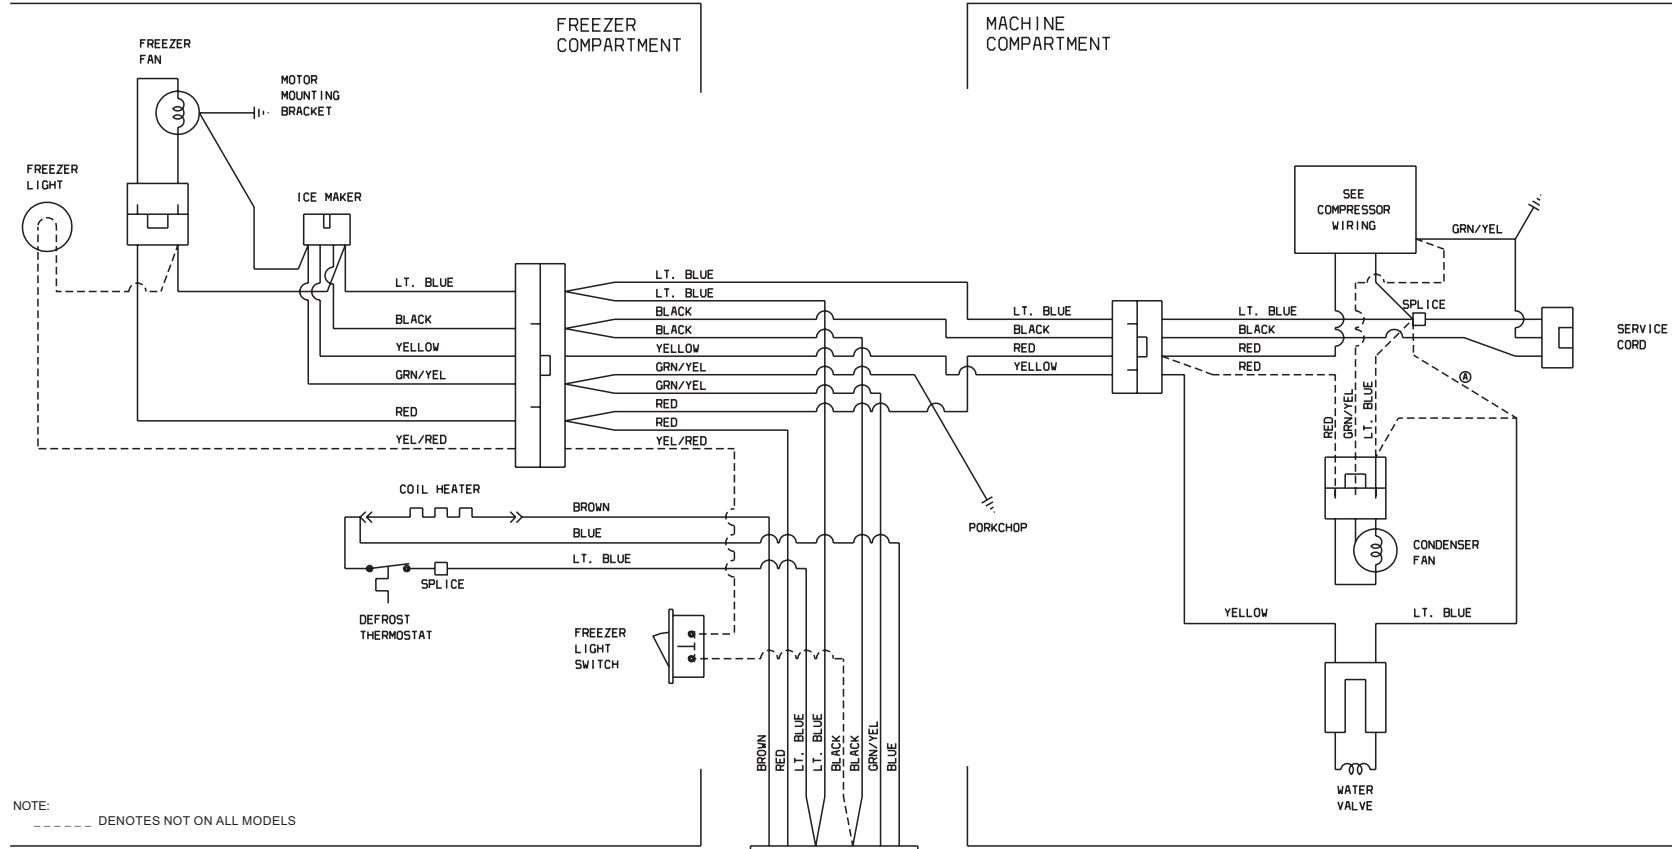 FREEZER
COMPARTMENT
MACHINE
COMPARTMENT
FREEZER
FAN
MOTOR
MOUNTING
BRACKET
FREEZER
LIGHT
ICE MAKER
SEE
COMPRESSOR
WIRING
GRN/YEL
LT. BLUE
BLACK
YELLOW
GRN/YEL
RED
YEL/RED
LT. BLUE
LT. BLUE
BLACK
BLACK
YELLOW
GRN/YEL
GRN/YEL
RED
RED
YEL/RED
LT. BLUE
BLACK
RED
YELLOW
LT. BLUE
BLACK
RED
RED
SPLICE
SERVICE
CORD
A
RED
GRN/YEL
LT. BLUE
COIL HEATER
BROWN
BLUE
LT. BLUE
SPLICE
DEFROST
THERMOSTAT
PORKCHOP
CONDENSER
FAN
FREEZER
LIGHT
SWITCH
YELLOW
LT. BLUE
BROWN
RED
LT. BLUE
LT. BLUE
BLACK
BLACK
GRN/YEL
BLUE
WATER
VALVE
NOTE:
------ DENOTES NOT ON ALL MODELS